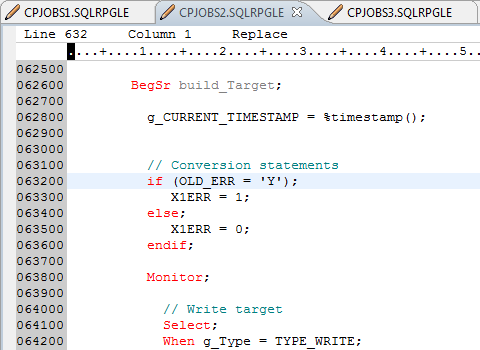 CPJOBS1.SQLRPGLE CPJOBS2.SQLRPGLE CPJOBS3.SQLRPGLE
Line 632 Column 1 Replace
....+....1....+....2....+....3....+....4....+....5..
062500
062600 BegSr build_Target;
062700
062800 g_CURRENT_TIMESTAMP = %timestamp();
062900
063000
063100 // Conversion statements
063200 if (OLD_ERR = 'Y');
063300 X1ERR = 1;
063400 else;
063500 X1ERR = 0;
063600 endif;
063700
063800 Monitor;
063900
064000 // Write target
064100 Select;
064200 When g_Type = TYPE_WRITE;